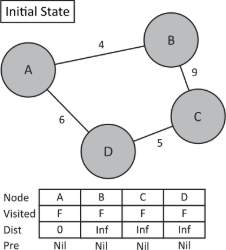 Initial State
B
4
A
9
C
6
5
D
Node A B C D
Visited F F F F
Dist 0 Inf Inf Inf
Pre Nil Nil Nil Nil